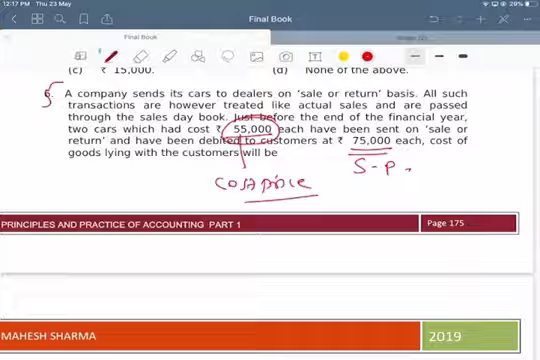 12:17 PM Thu 23 May
29%
Final Book
Final Book
(c) ₹ 15,000. (d) None of the above.
6. A company sends its cars to dealers on 'sale or return' basis. All such
transactions are however treated like actual sales and are passed
through the sales day book. Just before the end of the financial year,
two cars which had cost ₹ 55,000 each have been sent on 'sale or
return' and have been debited to customers at ₹ 75,000 each, cost of
goods lying with the customers will be
S-P.
Cost price
PRINCIPLES AND PRACTICE OF ACCOUNTING PART 1 Page 175
MAHESH SHARMA 2019